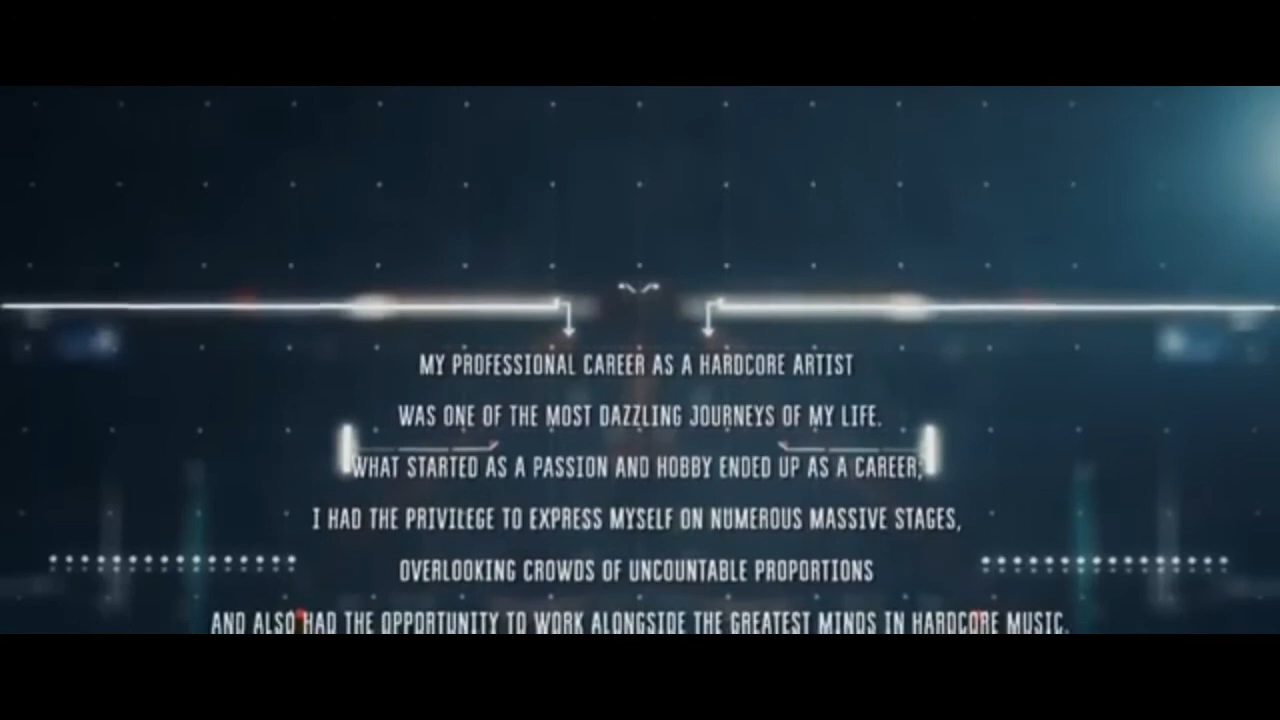 MY PROFESSIONAL CAREER AS A HARDCORE ARTIST
WAS ONE OF THE MOST DAZZLING JOURNEYS OF MY LIFE.
WHAT STARTED AS A PASSION AND HOBBY ENDED UP AS A CAREER;
I HAD THE PRIVILEGE TO EXPRESS MYSELF ON NUMEROUS MASSIVE STAGES,
OVERLOOKING CROWDS OF UNCOUNTABLE PROPORTIONS
AND ALSO HAD THE OPPORTUNITY TO WORK ALONGSIDE THE GREATEST MINDS IN HARDCORE MUSIC.